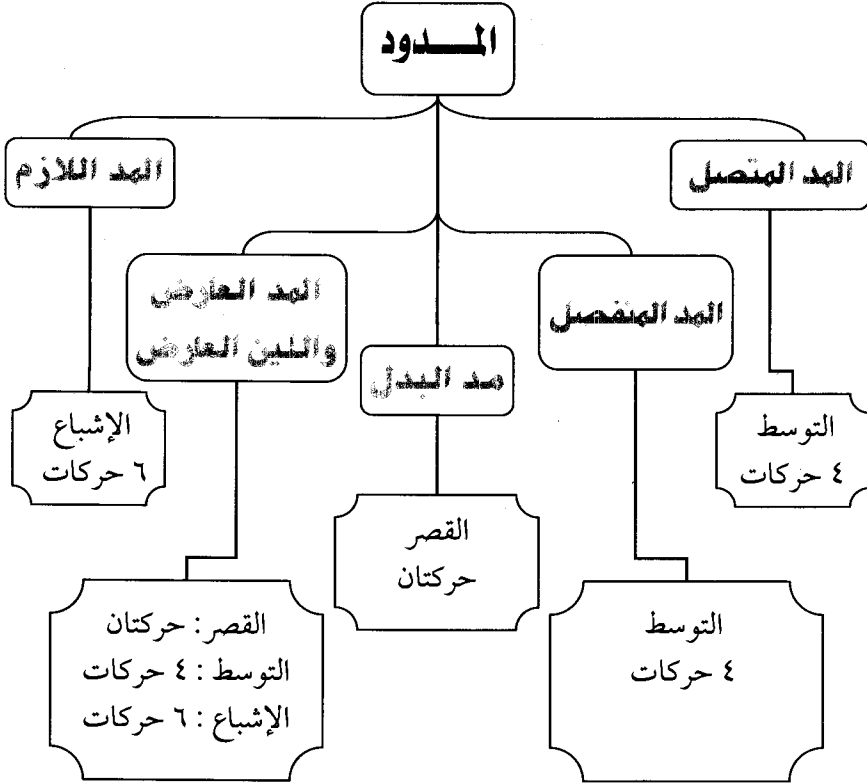 المـــدود
المد المتصل
المد اللازم
المد المنفصل
المد العارض
واللين العارض
مد البدل
التوسط
٤ حركات
الإشباع
٦ حركات
القصر
حركتان
التوسط
٤ حركات
القصر : حركتان
التوسط : ٤ حركات
الإشباع : ٦ حركات